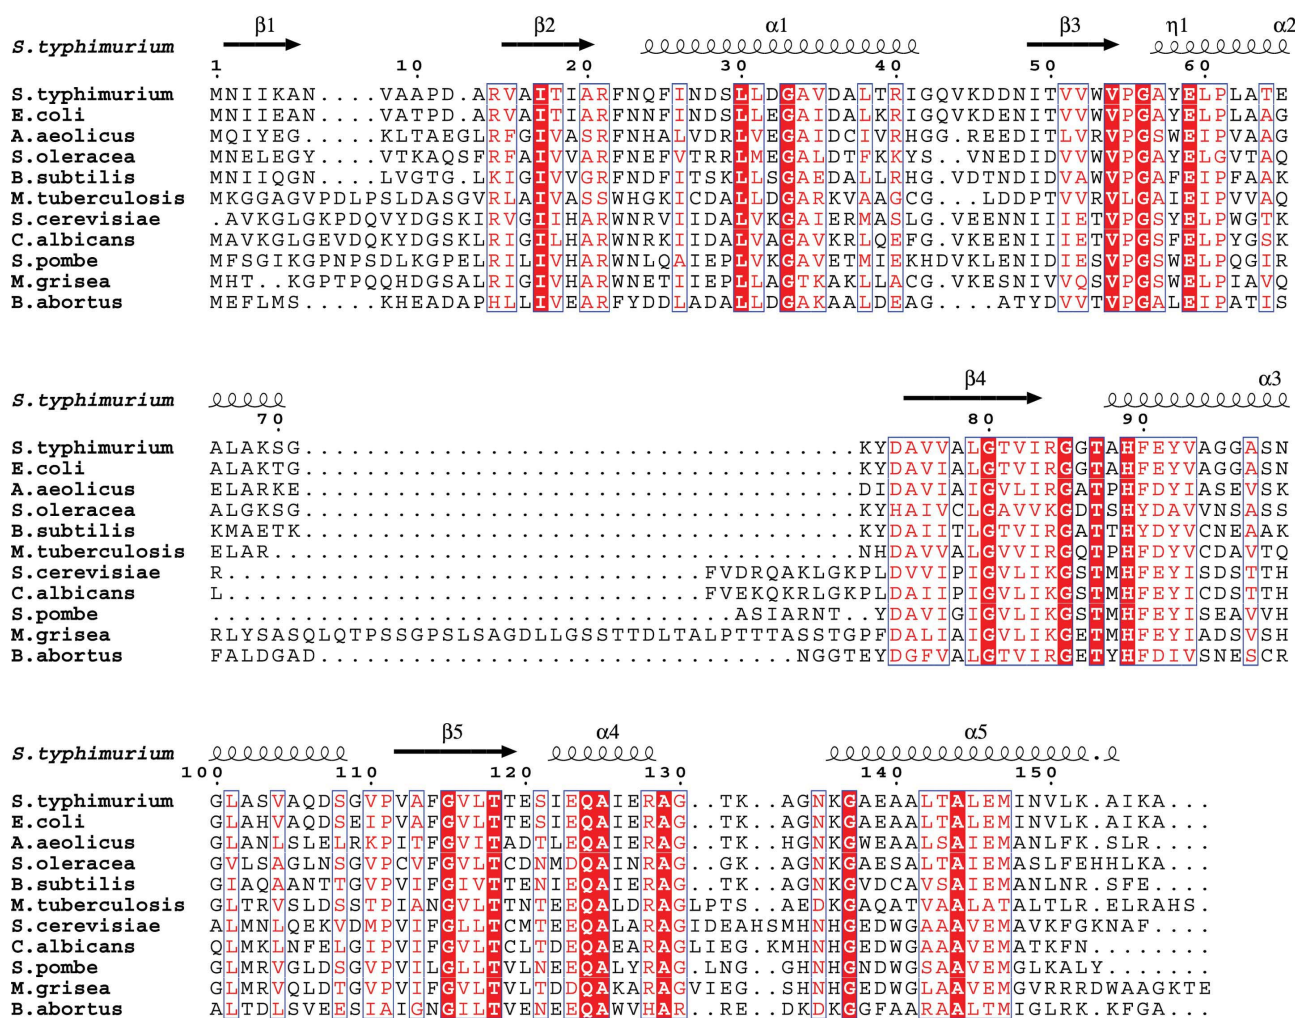 β1 β2 α1 β3 η1 α2
S.typhimurium
1 10 20 30 40 50 60
S.typhimurium MNIIKAN....VAAPD.ARVAITIARFNQFINDSLLDGAVDALTRIGQVKDDNITVVWVPGAYELPLATE
E.coli MNIIEAN....VATPD.ARVAITIARFNNFINDSLLEGAIDALKRIGQVKDENITVVWVPGAYELPLAAG
A.aeolicus MQIYEG....KLTAEGLRFGIVASRFNHALVDRLVEGAIDCIVRHGG.REEDITLVRVPGSWEIPVAAG
S.oleracea MNELEGY....VTKAQSFRFAIVVARFNEFVTRRLMEGALDTFKKYS..VNEDIDVVWVPGAYELGVTAQ
B.subtilis MNIIQGN....LVGTG.LKIGIVVGRFNDFITSKLLSGAEDALLRHGV.DTNDIDVAWVPGAFEIPFAAK
M.tuberculosis MKGGAGVPDLPSLDASGVRLAIVASSWHGKICDALLDGARKVAAGCG...LDDPTVVRVLGAIEIPVVAQ
S.cerevisiae .AVKGLGKPDQVYDGSKIRVGIIHARWNRVIIDALVKGAIERMASLG.VEENNIIIETVPGSYELPWGTK
C.albicans MAVKGLGEVDQKYDGSKLRIGILHARWNRKIIDALVAGAVKRLQEFG.VKEENIIIETVPGSFELPYGSK
S.pombe MFSGIKGPNPSDLKGPELRILIVHARWNLQAIEPLVKGAVETMIEKHDVKLENIDIESVPGSWELPQGIR
M.grisea MHT..KGPTPQQHDGSALRIGIVHARWNETIIEPLLAGTKAKLLACG.VKESNIVVQSVPGSWELPIAVQ
B.abortus MEFLMS....KHEADAPHLLIVEARFYDDLADALLDGAKAALDEAG....ATYDVVTVPGALEIPATIS
β4 α3
S.typhimurium
70 80 90
S.typhimurium ALAKSG....................................KYDAVVALGTVIRGGTAHFEYVAGGASN
E.coli ALAKTG....................................KYDAVIALGTVIRGGTAHFEYVAGGASN
A.aeolicus ELARKE....................................DIDAVIAIGVLIRGATPHFDYIASEVSK
S.oleracea ALGKSG....................................KYHAIVCLGAVVKGDTSHYDAVVNSASS
B.subtilis KMAETK....................................KYDAIITLGTVIRGATTHYDYVCNEAAK
M.tuberculosis ELAR......................................NHDAVVALGVVIRGQTPHFDYVCDAVTQ
S.cerevisiae R...............................FVDRQAKLGKPLDVVIPIGVLIKGSTMHFEYISDSTTH
C.albicans L...............................FVEKQKRLGKPLDAIIPIGVLIKGSTMHFEYICDSTTH
S.pombe ..................................ASIARNT..YDAVIGIGVLIKGSTMHFEYISEAVVH
M.grisea RLYSASQLQTPSSGPSLSAGDLLGSSTTDLTALPTTTASSTGPFDALIAIGVLIKGETMHFEYIADSVSH
B.abortus FALDGAD...............................NGGTEYDGFVALGTVIRGETYHFDIVSNESCR
β5 α4 α5
S.typhimurium
100 110 120 130 140 150
S.typhimurium GLASVAQDSGVPVAFGVLTTESIEQAIERAG..TK..AGNKGAEAALTALEMINVLK.AIKA...
E.coli GLAHVAQDSEIPVAFGVLTTESIEQAIERAG..TK..AGNKGAEAALTALEMINVLK.AIKA...
A.aeolicus GLANLSLELRKPITFGVITADTLEQAIERAG..TK..HGNKGWEAALSAIEMANLFK.SLR....
S.oleracea GVLSAGLNSGVPCVFGVLTCDNMDQAINRAG..GK..AGNKGAESALTAIEMASLFEHHLKA...
B.subtilis GIAQAANTTGVPVIFGIVTTENIEQAIERAG..TK..AGNKGVDCAVSAIEMANLNR.SFE....
M.tuberculosis GLTRVSLDSSTPIANGVLTTNTEEQALDRAGLPTS..AEDKGAQATVAALATALTLR.ELRAHS.
S.cerevisiae ALMNLQEKVDMPVIFGLLTCMTEEQALARAGIDEAHSMHNHGEDWGAAAVEMAVKFGKNAF....
C.albicans QLMKLNFELGIPVIFGVLTCLTDEQAEARAGLIEG.KMHNHGEDWGAAAVEMATKFN........
S.pombe GLMRVGLDSGVPVILGLLTVLNEEQALYRAGLNG..GHNHGNDWGSAAVEMGLKALY.......
M.grisea GLMRVQLDTGVPVIFGVLTVLTDDQAKARAGVIEG..SHNHGEDWGLAAVEMGVRRRDWAAGKTE
B.abortus ALTDLSVEESIAIGNGILTVENEEQAWVHAR..RE..DKDKGGFAARAALTMIGLRK.KFGA...